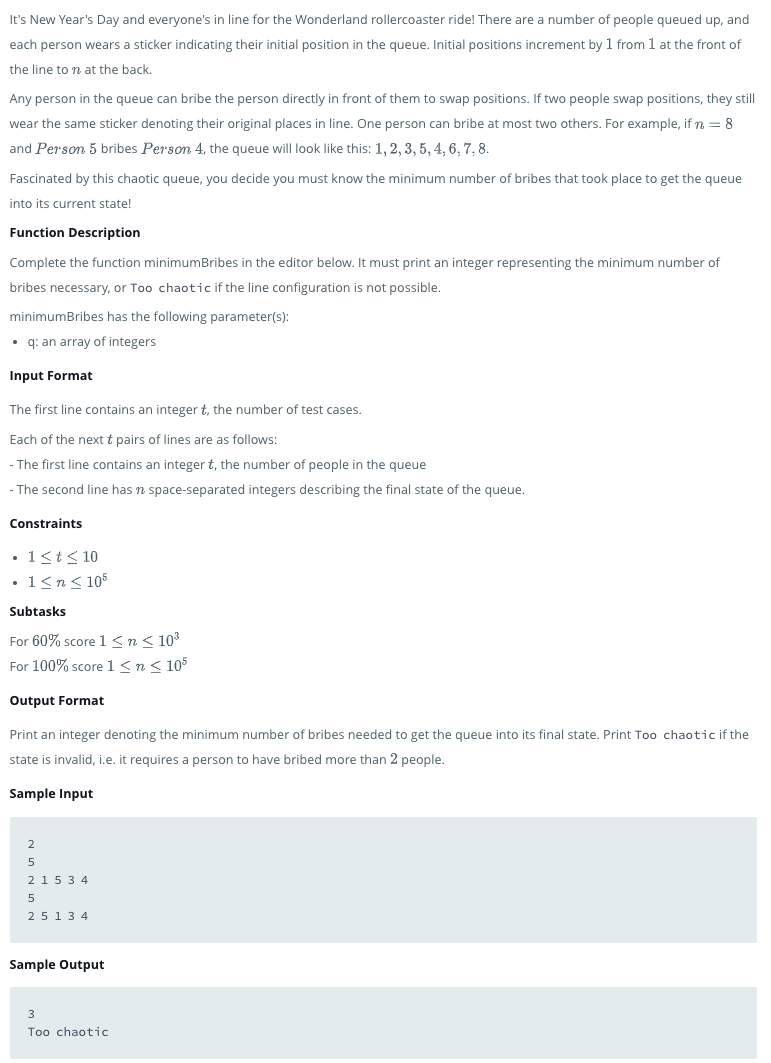 It's New Year's Day and everyone's in line for the Wonderland rollercoaster ride! There are a number of people queued up, and
each person wears a sticker indicating their initial position in the queue. Initial positions increment by 1 from 1 at the front of
the line to n at the back.
Any person in the queue can bribe the person directly in front of them to swap positions. If two people swap positions, they still
wear the same sticker denoting their original places in line. One person can bribe at most two others. For example, if n = 8
and Person 5 bribes Person 4, the queue will look like this: 1, 2, 3, 5, 4, 6, 7, 8.
Fascinated by this chaotic queue, you decide you must know the minimum number of bribes that took place to get the queue
into its current state!
Function Description
Complete the function minimumBribes in the editor below. It must print an integer representing the minimum number of
bribes necessary, or Too chaotic if the line configuration is not possible.
minimumBribes has the following parameter(s):
• q: an array of integers
Input Format
The first line contains an integer t, the number of test cases.
Each of the next t pairs of lines are as follows:
- The first line contains an integer t, the number of people in the queue
- The second line has n space-separated integers describing the final state of the queue.
Constraints
• 1 ≤ t ≤ 10
• 1 ≤ n ≤ 10⁵
Subtasks
For 60% score 1 ≤ n ≤ 10³
For 100% score 1 ≤ n ≤ 10⁵
Output Format
Print an integer denoting the minimum number of bribes needed to get the queue into its final state. Print Too chaotic if the
state is invalid, i.e. it requires a person to have bribed more than 2 people.
Sample Input
2
5
2 1 5 3 4
5
2 5 1 3 4
Sample Output
3
Too chaotic